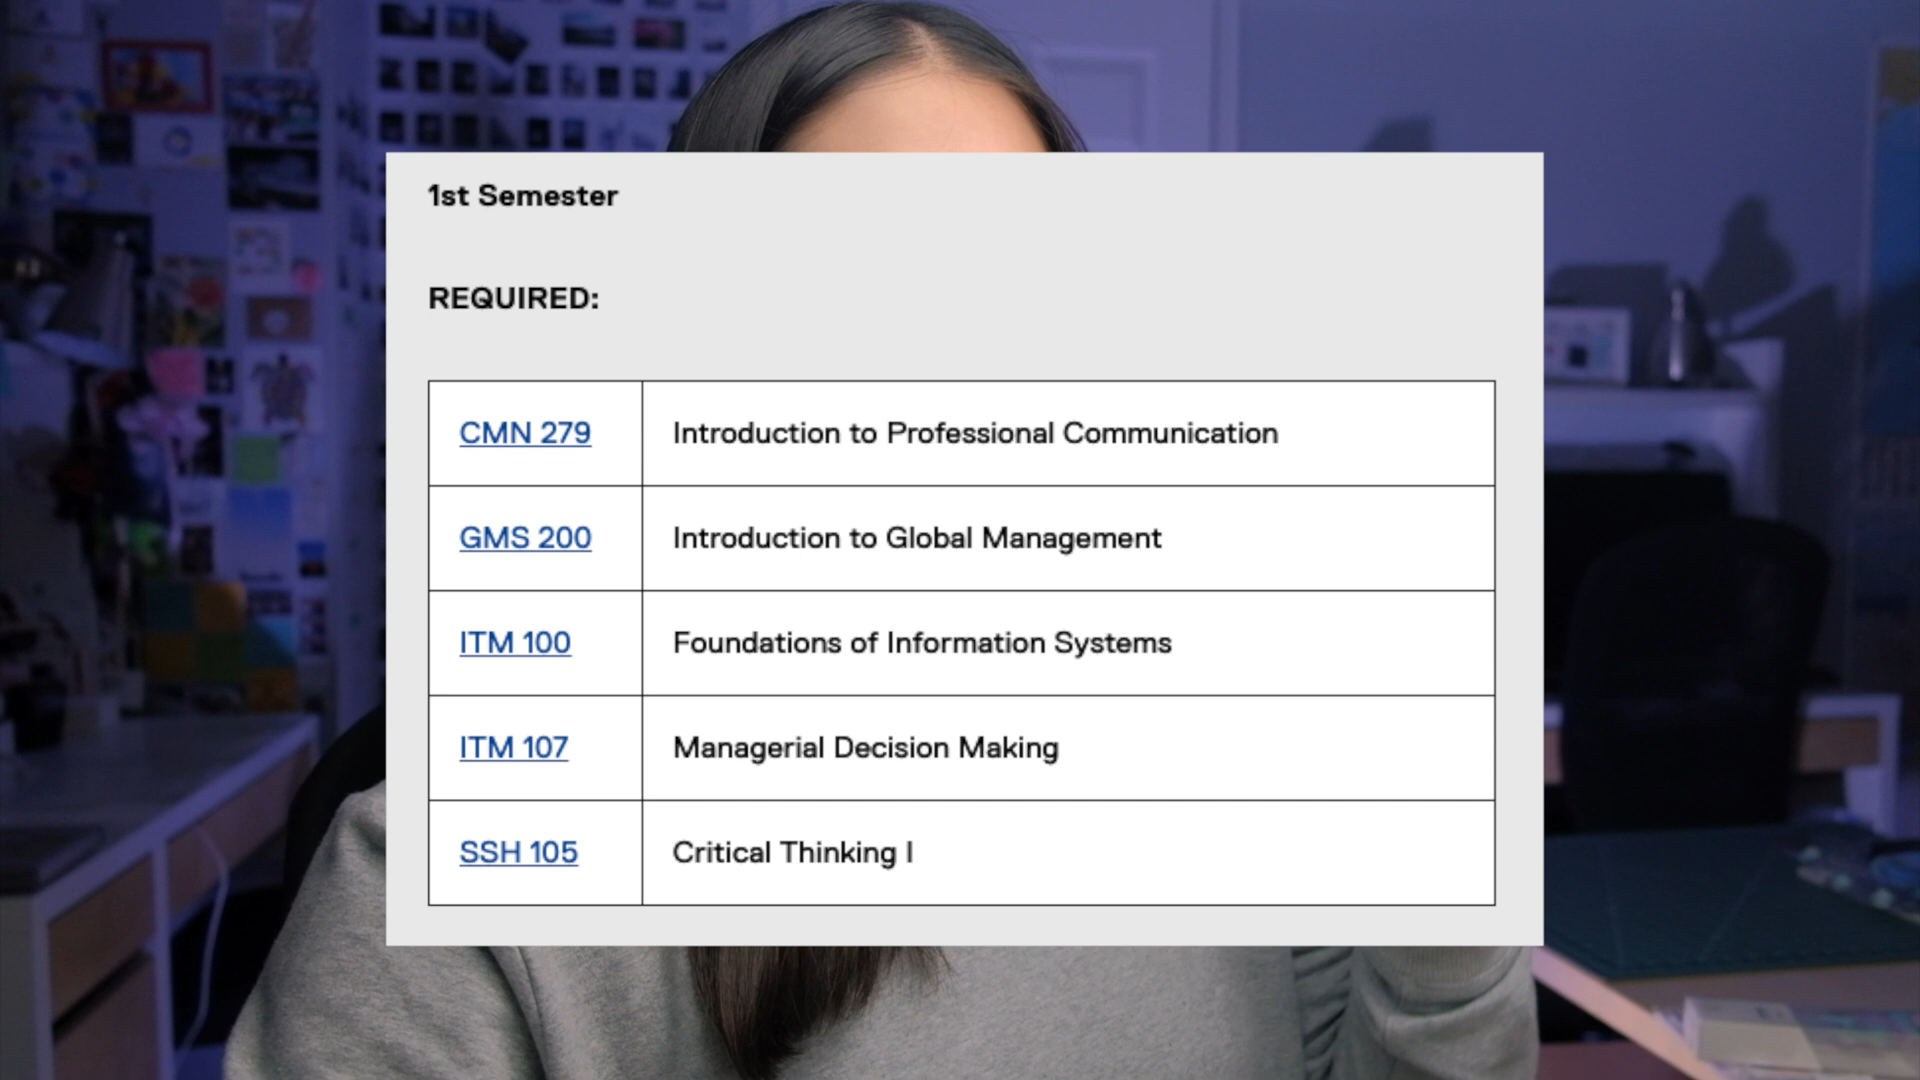 1st Semester
REQUIRED:
CMN 279 Introduction to Professional Communication
GMS 200 Introduction to Global Management
ITM 100 Foundations of Information Systems
ITM 107 Managerial Decision Making
SSH 105 Critical Thinking I